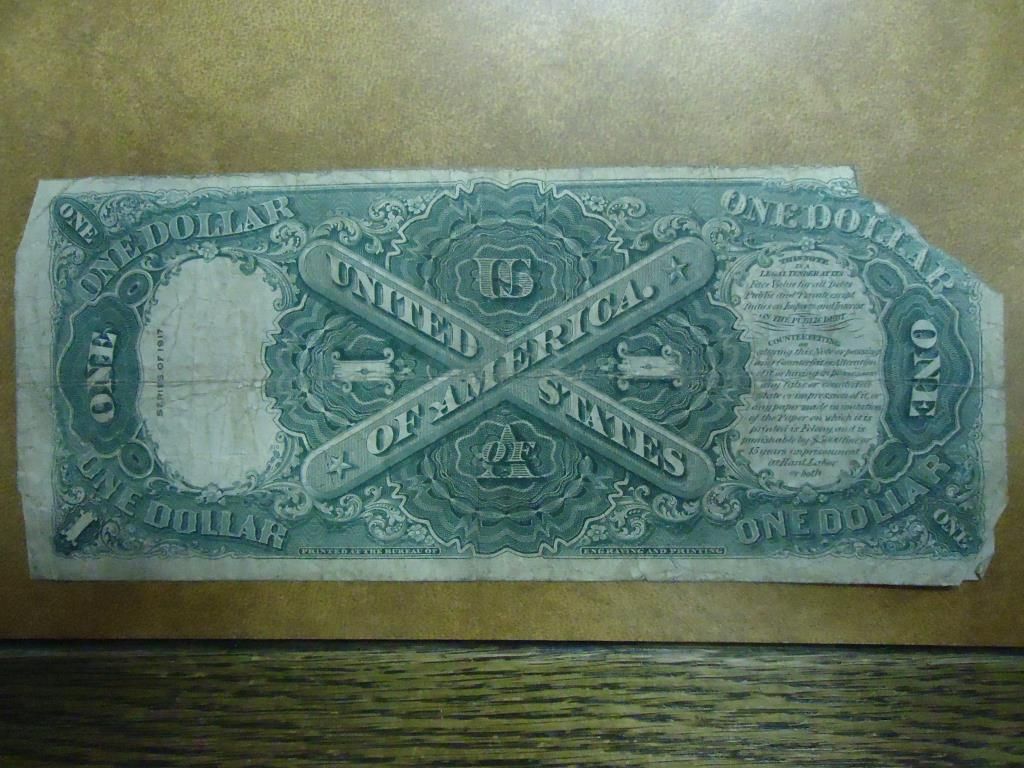 ONE
ONE DOLLAR
ONE DOLLAR
US
UNITED
STATES
OF AMERICA.
1
1
ONE
SERIES OF 1917
ONE
THIS NOTE
IS A
LEGAL TENDER AT ITS
Face Value for all Debts
Public and Private except
Duties on Imports and Interest
ON THE PUBLIC DEBT.
COUNTERFEITING
or
altering this Note or passing
any Counterfeit or Alteration
of it, or having in possession
any false or counterfeit
plate or impression of it, or
any paper made in imitation
of the Paper on which it is
printed is Felony, and is
punishable by $5000 fine or
15 years imprisonment
at Hard Labor
or both
A
OF
ONE DOLLAR
ONE DOLLAR
1
ONE
PRINTED AT THE BUREAU OF ENGRAVING AND PRINTING